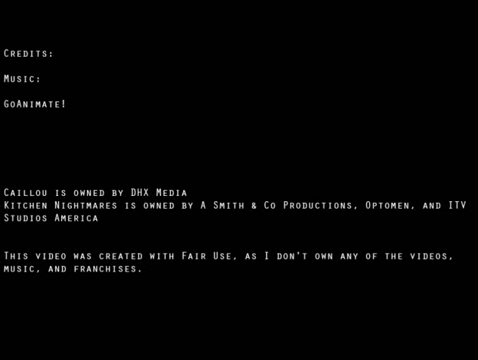 Credits:
Music:
GoAnimate!
Caillou is owned by DHX Media
Kitchen Nightmares is owned by A Smith & Co Productions, Optomen, and ITV
Studios America
This video was created with Fair Use, as I don't own any of the videos,
music, and franchises.